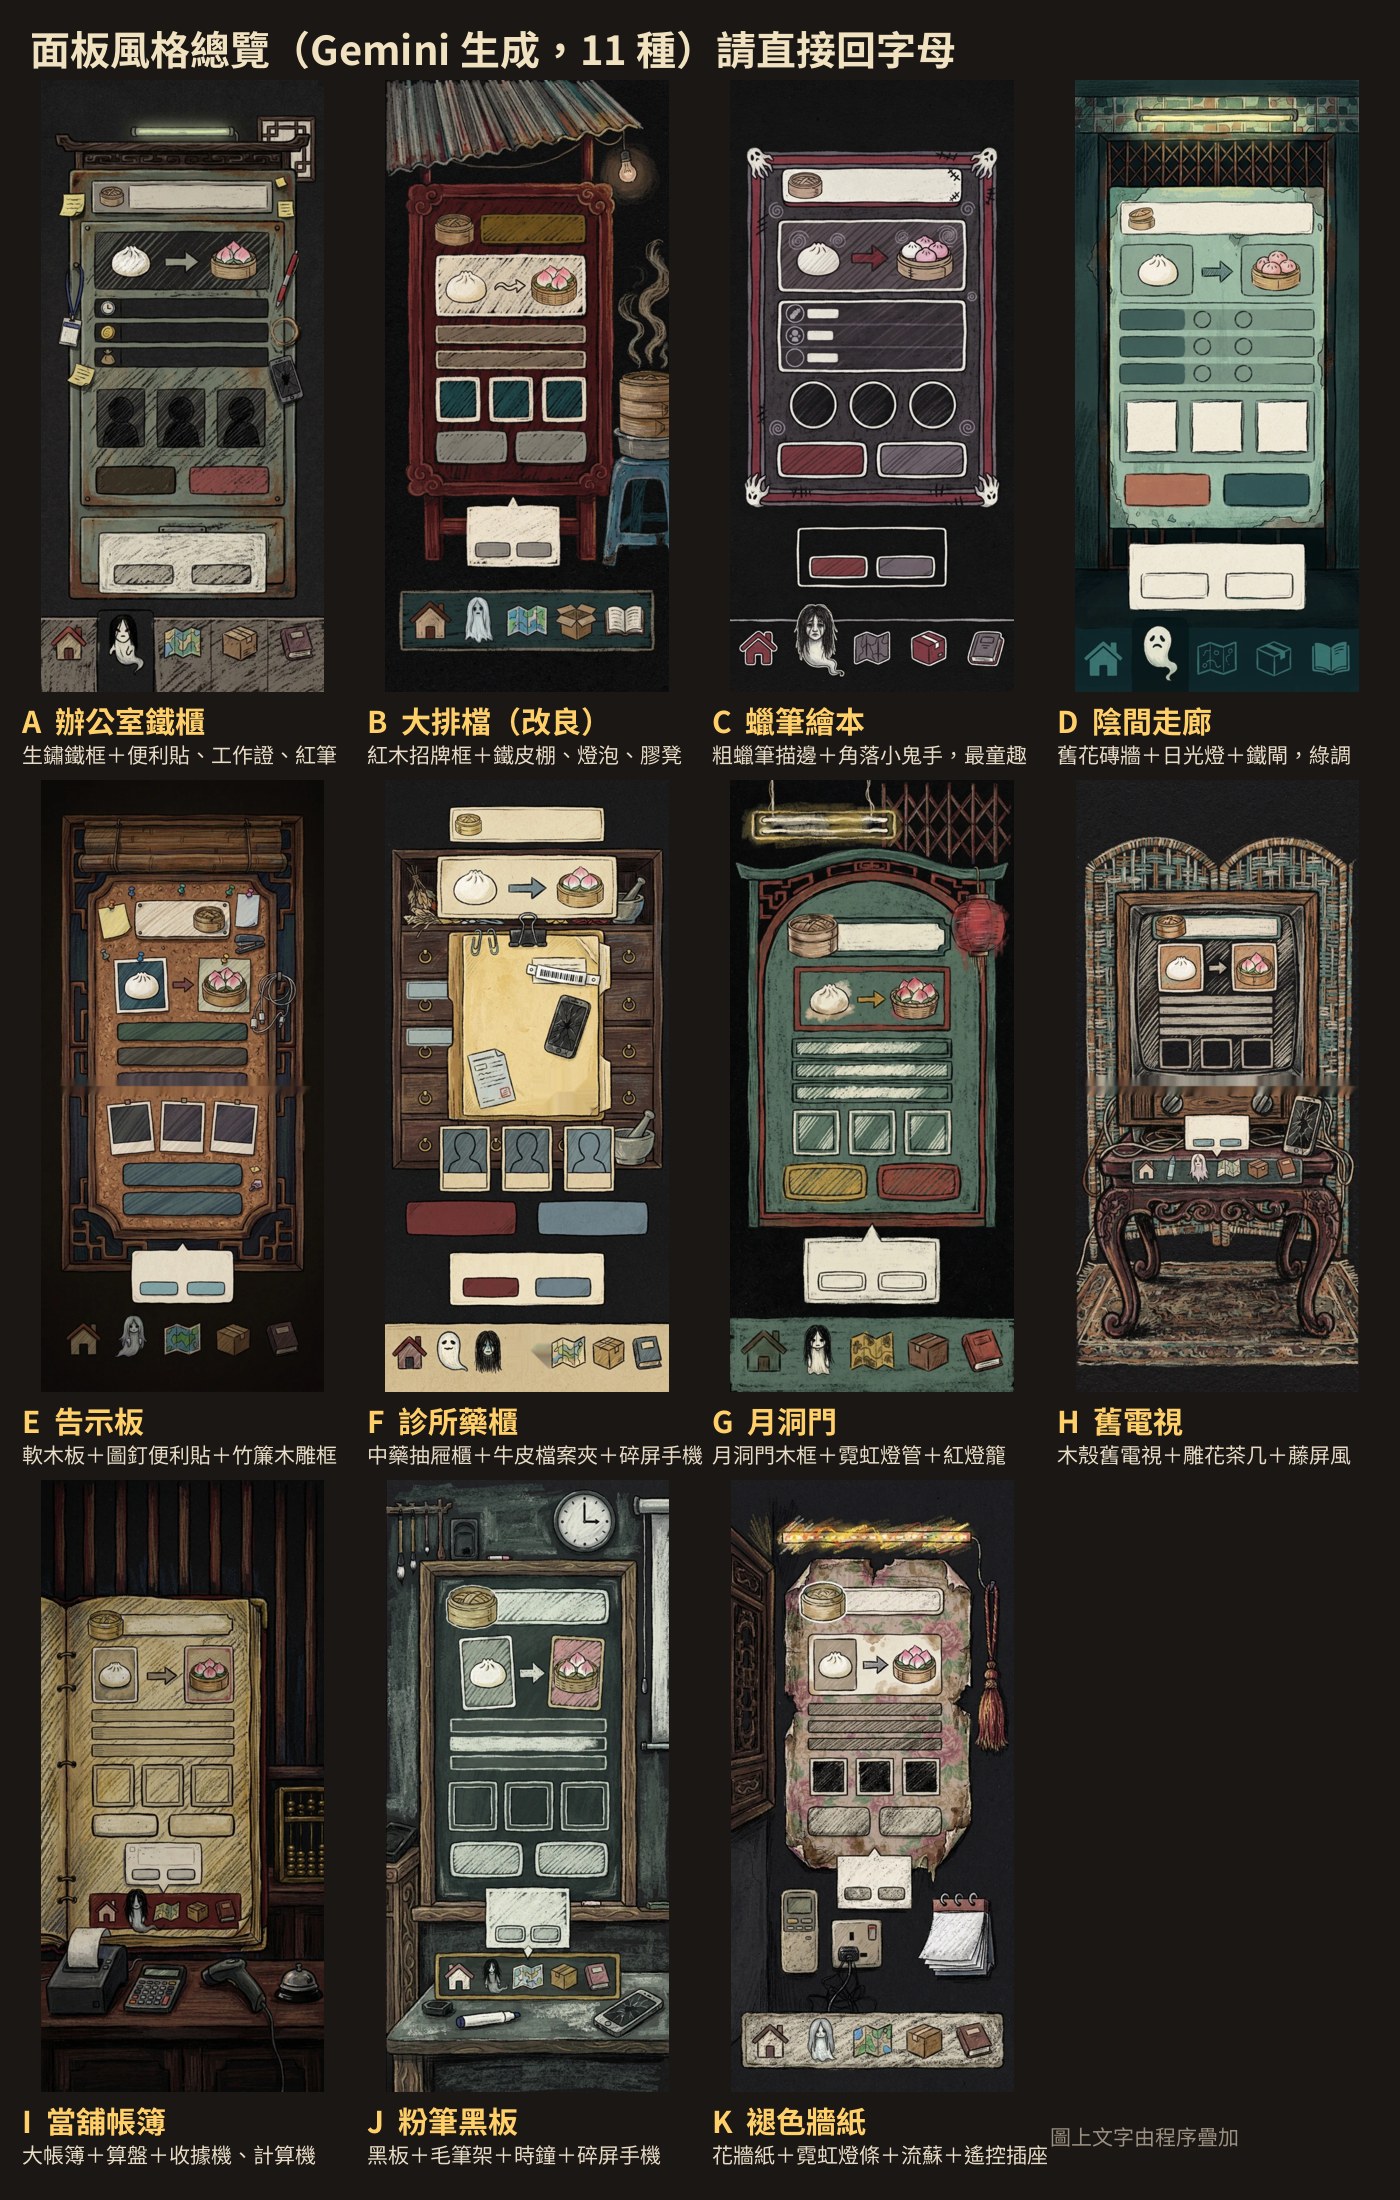 面板風格總覽（Gemini 生成，11 種）請直接回字母
A 辦公室鐵櫃
生鏽鐵框＋便利貼、工作證、紅筆
B 大排檔（改良）
紅木招牌框＋鐵皮棚、燈泡、膠凳
C 蠟筆繪本
粗蠟筆描邊＋角落小鬼手，最童趣
D 陰間走廊
舊花磚牆＋日光燈＋鐵閘，綠調
E 告示板
軟木板＋圖釘便利貼＋竹簾木雕框
F 診所藥櫃
中藥抽屜櫃＋牛皮檔案夾＋碎屏手機
G 月洞門
月洞門木框＋霓虹燈管＋紅燈籠
H 舊電視
木殼舊電視＋雕花茶几＋藤屏風
I 當舖帳簿
大帳簿＋算盤＋收據機、計算機
J 粉筆黑板
黑板＋毛筆架＋時鐘＋碎屏手機
K 褪色牆紙
花牆紙＋霓虹燈條＋流蘇＋遙控插座
圖上文字由程序疊加